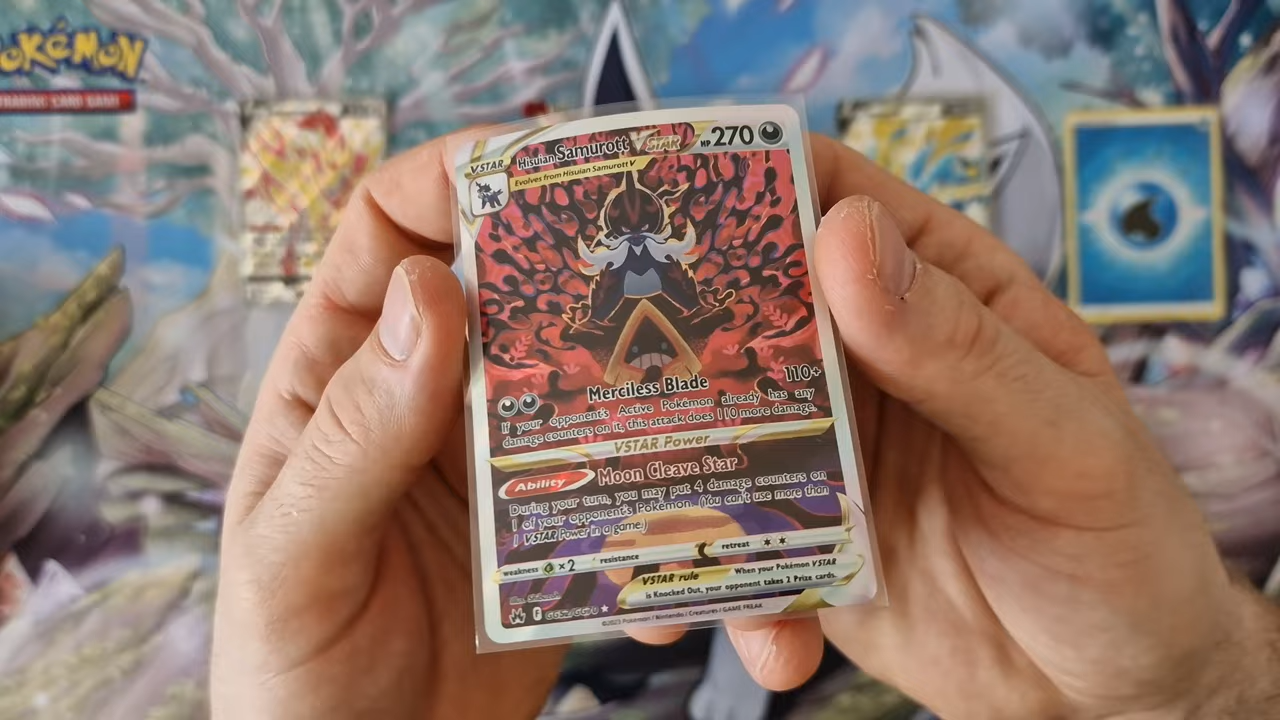 POKéMON
TRADING CARD GAME
VSTAR
Hisuian Samurott VSTAR
HP 270
Evolves from Hisuian Samurott V
Merciless Blade 110+
If your opponent's Active Pokémon already has any
damage counters on it, this attack does 110 more damage.
VSTAR Power
Ability Moon Cleave Star
During your turn, you may put 4 damage counters on
1 of your opponent's Pokémon. (You can't use more than
1 VSTAR Power in a game.)
weakness ×2 resistance retreat
VSTAR rule When your Pokémon VSTAR
is Knocked Out, your opponent takes 2 Prize cards.
Illus.
F
©2023 Pokémon / Nintendo / Creatures / GAME FREAK